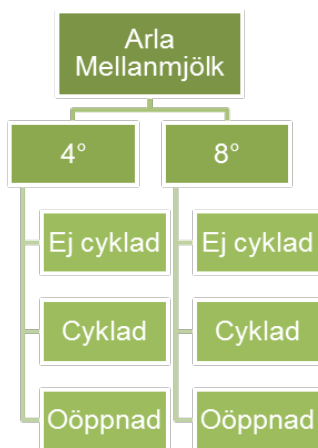 Arla
Mellanmjölk
4°
8°
Ej cyklad
Ej cyklad
Cyklad
Cyklad
Oöppnad
Oöppnad